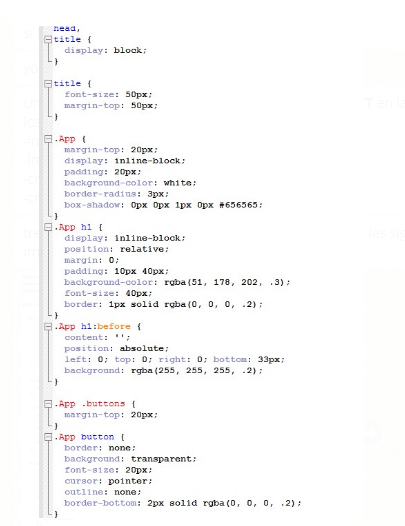 head,
title {
display: block;
}
title {
font-size: 50px;
margin-top: 50px;
}
.App {
margin-top: 20px;
display: inline-block;
padding: 20px;
background-color: white;
border-radius: 3px;
box-shadow: 0px 0px 1px 0px #656565;
}
.App h1 {
display: inline-block;
position: relative;
margin: 0;
padding: 10px 40px;
background-color: rgba(51, 178, 202, .3);
font-size: 40px;
border: 1px solid rgba(0, 0, 0, .2);
}
.App h1:before {
content: '';
position: absolute;
left: 0; top: 0; right: 0; bottom: 33px;
background: rgba(255, 255, 255, .2);
}
.App .buttons {
margin-top: 20px;
}
.App button {
border: none;
background: transparent;
font-size: 20px;
cursor: pointer;
outline: none;
border-bottom: 2px solid rgba(0, 0, 0, .2);
}